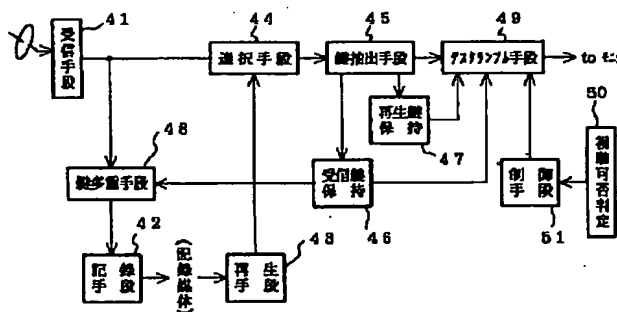 41
受信手段
44
選択手段
45
鍵抽出手段
49
デスクランブル手段
to モニタ
50
視聴可否判定
再生鍵
保持
47
48
鍵多重手段
受信鍵
保持
46
制御
手段
51
42
記録
手段
(記録媒体)
再生
手段
43